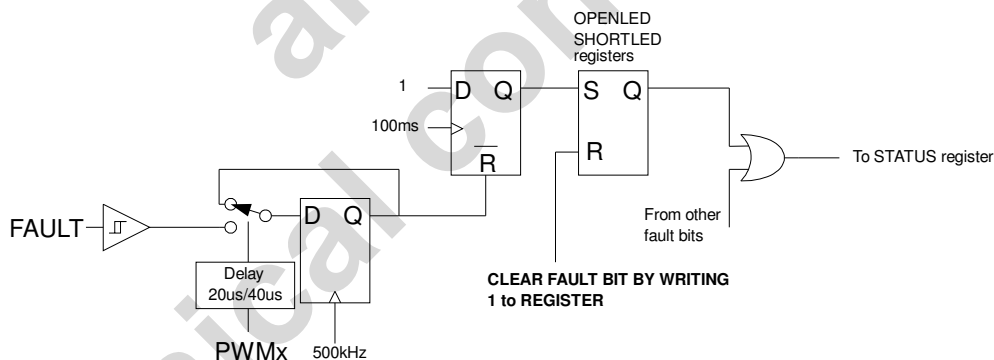 OPENLED
SHORTLED
registers
1
D Q
S Q
100ms
R
R
To STATUS register
FAULT
D Q
From other
fault bits
Delay
20us/40us
CLEAR FAULT BIT BY WRITING
1 to REGISTER
PWMx
500kHz